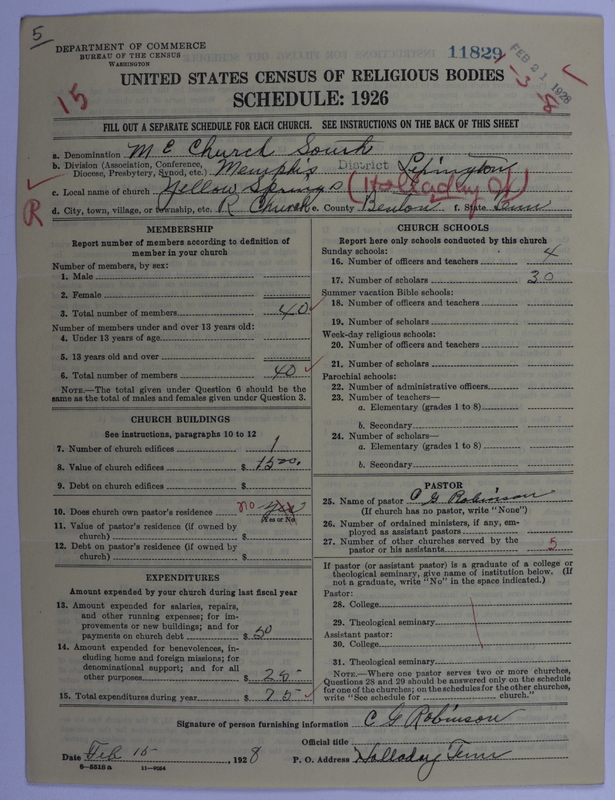 5
DEPARTMENT OF COMMERCE
BUREAU OF THE CENSUS
WASHINGTON
11829
FEB 21 1928
1-3-8
15
UNITED STATES CENSUS OF RELIGIOUS BODIES
SCHEDULE: 1926
FILL OUT A SEPARATE SCHEDULE FOR EACH CHURCH. SEE INSTRUCTIONS ON THE BACK OF THIS SHEET
a. Denomination M E Church South
b. Division (Association, Conference, Diocese, Presbytery, Synod, etc.) Memphis District Lexington
c. Local name of church Yellow Springs (Holladay Ct)
R
d. City, town, village, or township, etc. R Church e. County Benton f. State Tenn
MEMBERSHIP
Report number of members according to definition of member in your church
Number of members, by sex:
1. Male
2. Female
3. Total number of members 40
Number of members under and over 13 years old:
4. Under 13 years of age
5. 13 years old and over
6. Total number of members 40
NOTE.—The total given under Question 6 should be the same as the total of males and females given under Question 3.
CHURCH BUILDINGS
See instructions, paragraphs 10 to 12
7. Number of church edifices 1
8. Value of church edifices $ 1500.
9. Debt on church edifices $
10. Does church own pastor's residence no yes
(Yes or No)
11. Value of pastor's residence (if owned by church) $
12. Debt on pastor's residence (if owned by church) $
EXPENDITURES
Amount expended by your church during last fiscal year
13. Amount expended for salaries, repairs, and other running expenses; for improvements or new buildings; and for payments on church debt $ 50
14. Amount expended for benevolences, including home and foreign missions; for denominational support; and for all other purposes $ 25
15. Total expenditures during year $ 75
CHURCH SCHOOLS
Report here only schools conducted by this church
Sunday schools:
16. Number of officers and teachers 4
17. Number of scholars 30
Summer vacation Bible schools:
18. Number of officers and teachers
19. Number of scholars
Week-day religious schools:
20. Number of officers and teachers
21. Number of scholars
Parochial schools:
22. Number of administrative officers
23. Number of teachers—
a. Elementary (grades 1 to 8)
b. Secondary
24. Number of scholars—
a. Elementary (grades 1 to 8)
b. Secondary
PASTOR
25. Name of pastor C G Robinson
(If church has no pastor, write "None")
26. Number of ordained ministers, if any, employed as assistant pastors
27. Number of other churches served by the pastor or his assistants 5
If pastor (or assistant pastor) is a graduate of a college or theological seminary, give name of institution below. (If not a graduate, write "No" in the space indicated.)
Pastor:
28. College
29. Theological seminary
Assistant pastor:
30. College
31. Theological seminary
NOTE.—Where one pastor serves two or more churches, Questions 28 and 29 should be answered only on the schedule for one of the churches; on the schedules for the other churches, write "See schedule for church."
Signature of person furnishing information C G Robinson
Official title
Date Feb 15, 1928 P. O. Address Holladay Tenn
8—5515a 11—9054